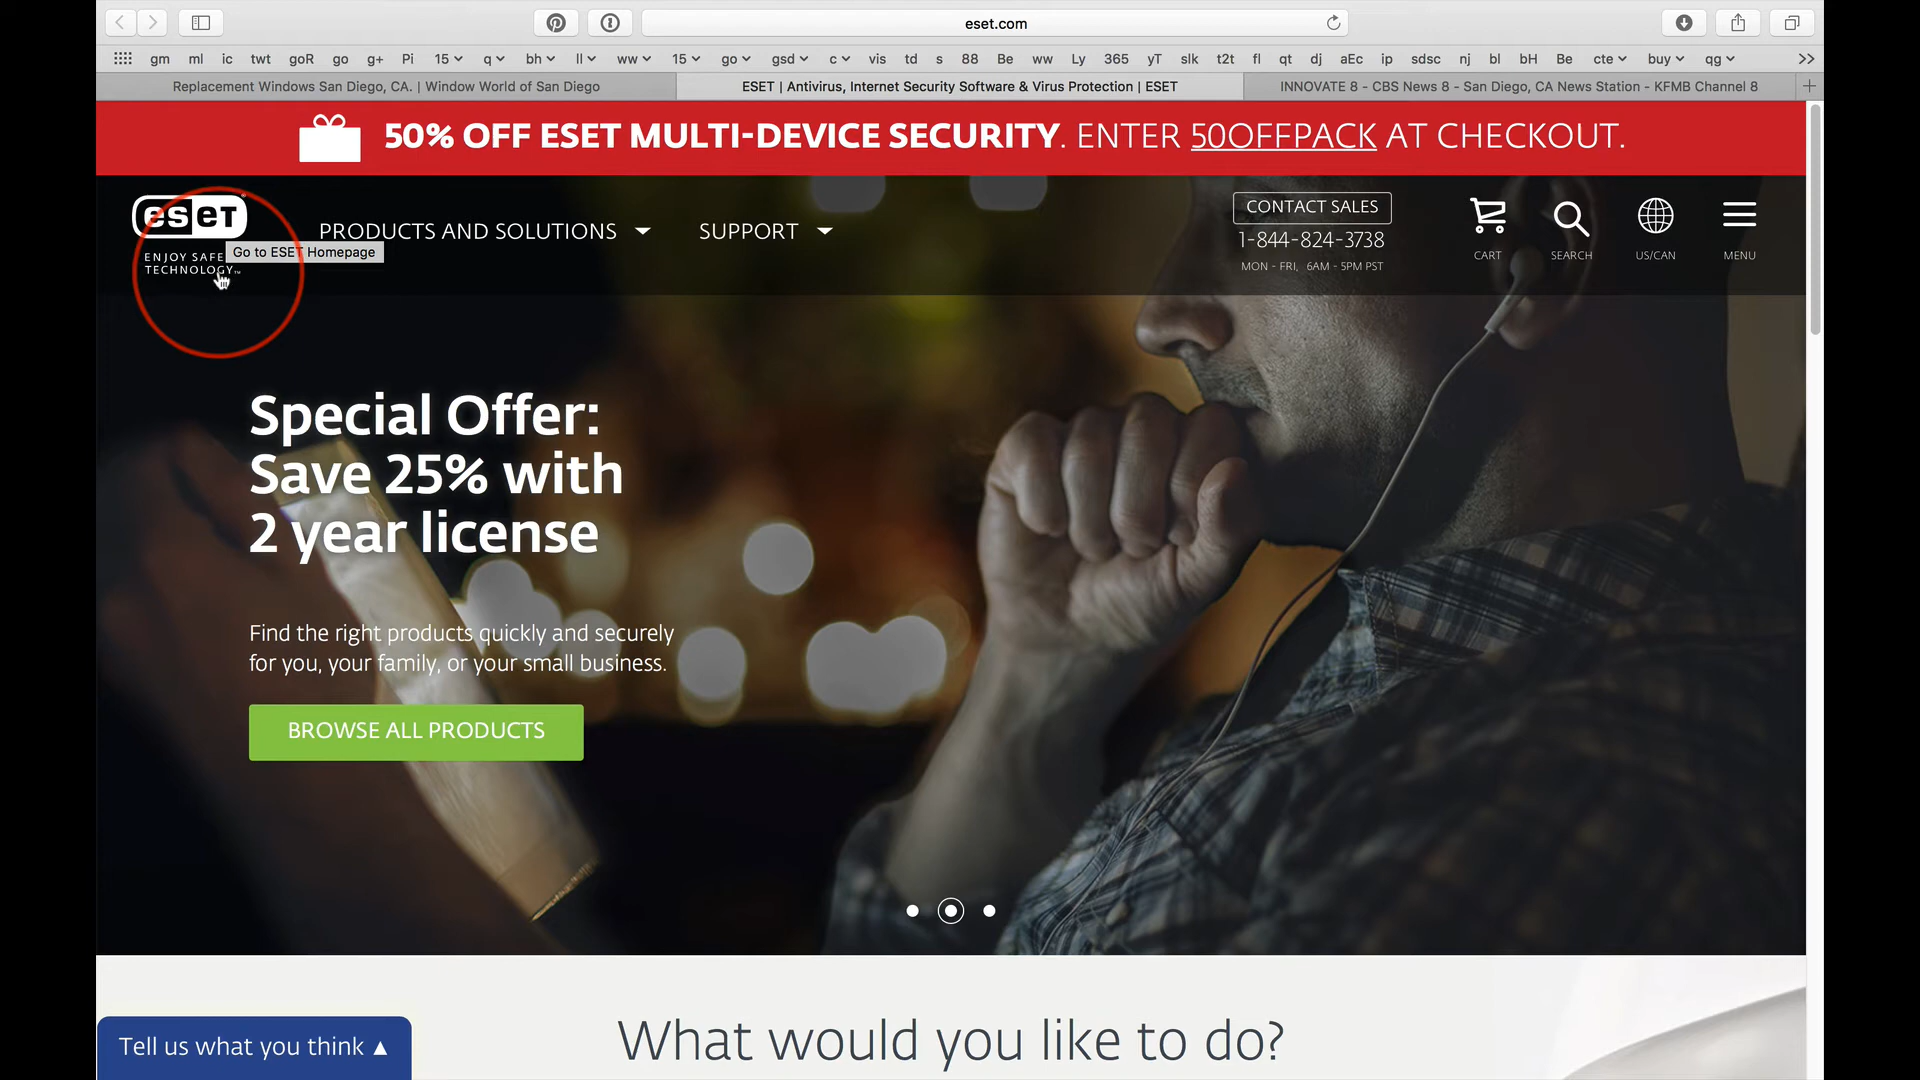 eset.com
gm ml ic twt goR go g+ Pi 15 q bh ll ww 15 go gsd c vis td s 88 Be ww Ly 365 yT slk t2t fl qt dj aEc ip sdsc nj bl bH Be cte buy qg
Replacement Windows San Diego, CA. | Window World of San Diego
ESET | Antivirus, Internet Security Software & Virus Protection | ESET
INNOVATE 8 - CBS News 8 - San Diego, CA News Station - KFMB Channel 8
50% OFF ESET MULTI-DEVICE SECURITY. ENTER 50OFFPACK AT CHECKOUT.
eseT
ENJOY SAFE
TECHNOLOGY™
Go to ESET Homepage
PRODUCTS AND SOLUTIONS
SUPPORT
CONTACT SALES
1-844-824-3738
MON - FRI, 6AM - 5PM PST
CART
SEARCH
US/CAN
MENU
Special Offer:
Save 25% with
2 year license
Find the right products quickly and securely
for you, your family, or your small business.
BROWSE ALL PRODUCTS
What would you like to do?
Tell us what you think ▲